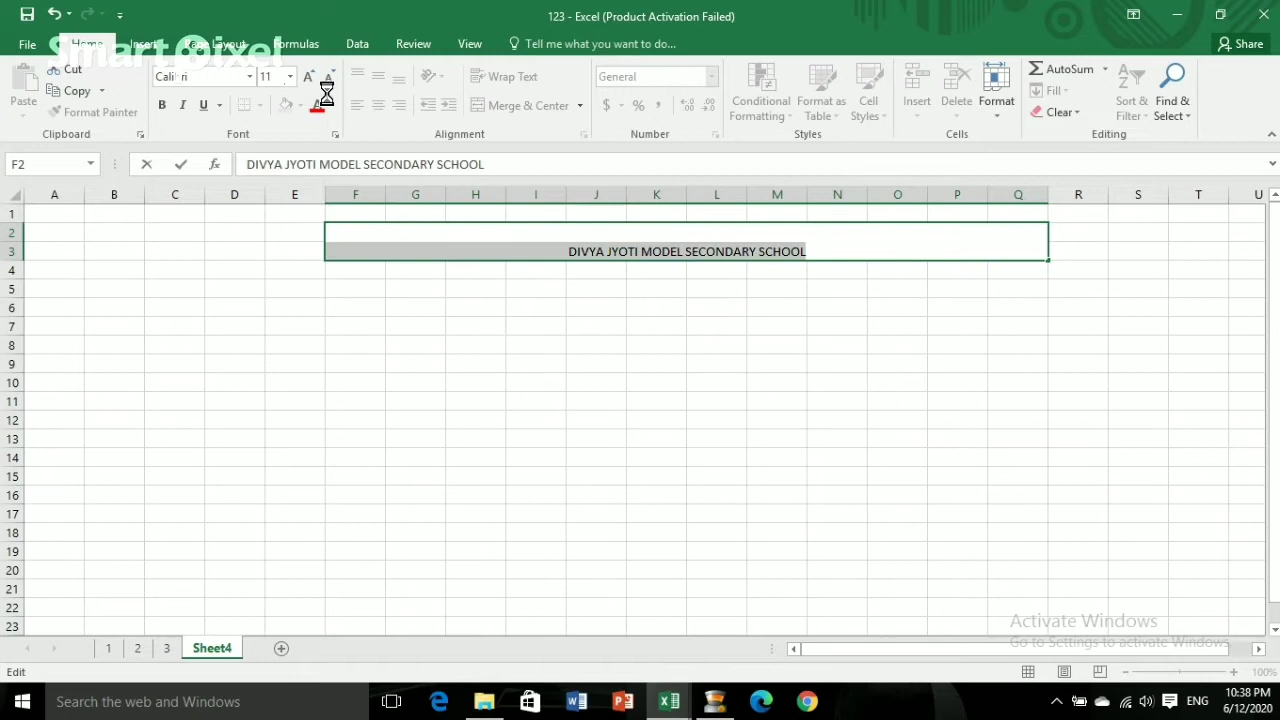 123 - Excel (Product Activation Failed)
File Home Insert Page Layout Formulas Data Review View Tell me what you want to do... Share
Smart Pixel
Paste
Cut
Copy
Format Painter
Calibri 11
B I U
Wrap Text
Merge & Center
General
$ % ,
Conditional Formatting
Format as Table
Cell Styles
Insert Delete Format
AutoSum
Fill
Clear
Sort & Filter
Find & Select
Clipboard Font Alignment Number Styles Cells Editing
F2 fx DIVYA JYOTI MODEL SECONDARY SCHOOL
A B C D E F G H I J K L M N O P Q R S T U
1
2
3 DIVYA JYOTI MODEL SECONDARY SCHOOL
4
5
6
7
8
9
10
11
12
13
14
15
16
17
18
19
20
21
22
23
Activate Windows
Go to Settings to activate Windows.
1 2 3 Sheet4
Edit 100%
Search the web and Windows
ENG
10:38 PM
6/12/2020